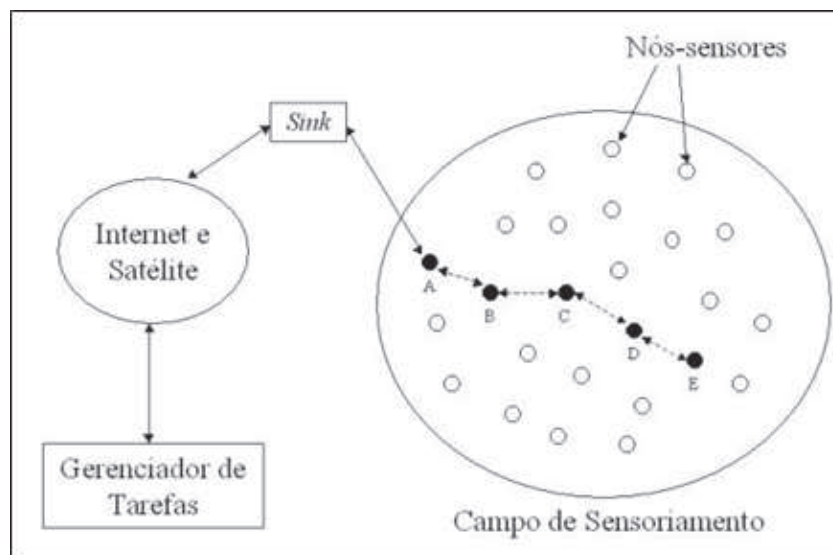 Nós-sensores
Sink
Internet e
Satélite
A
B
C
D
E
Gerenciador de
Tarefas
Campo de Sensoriamento